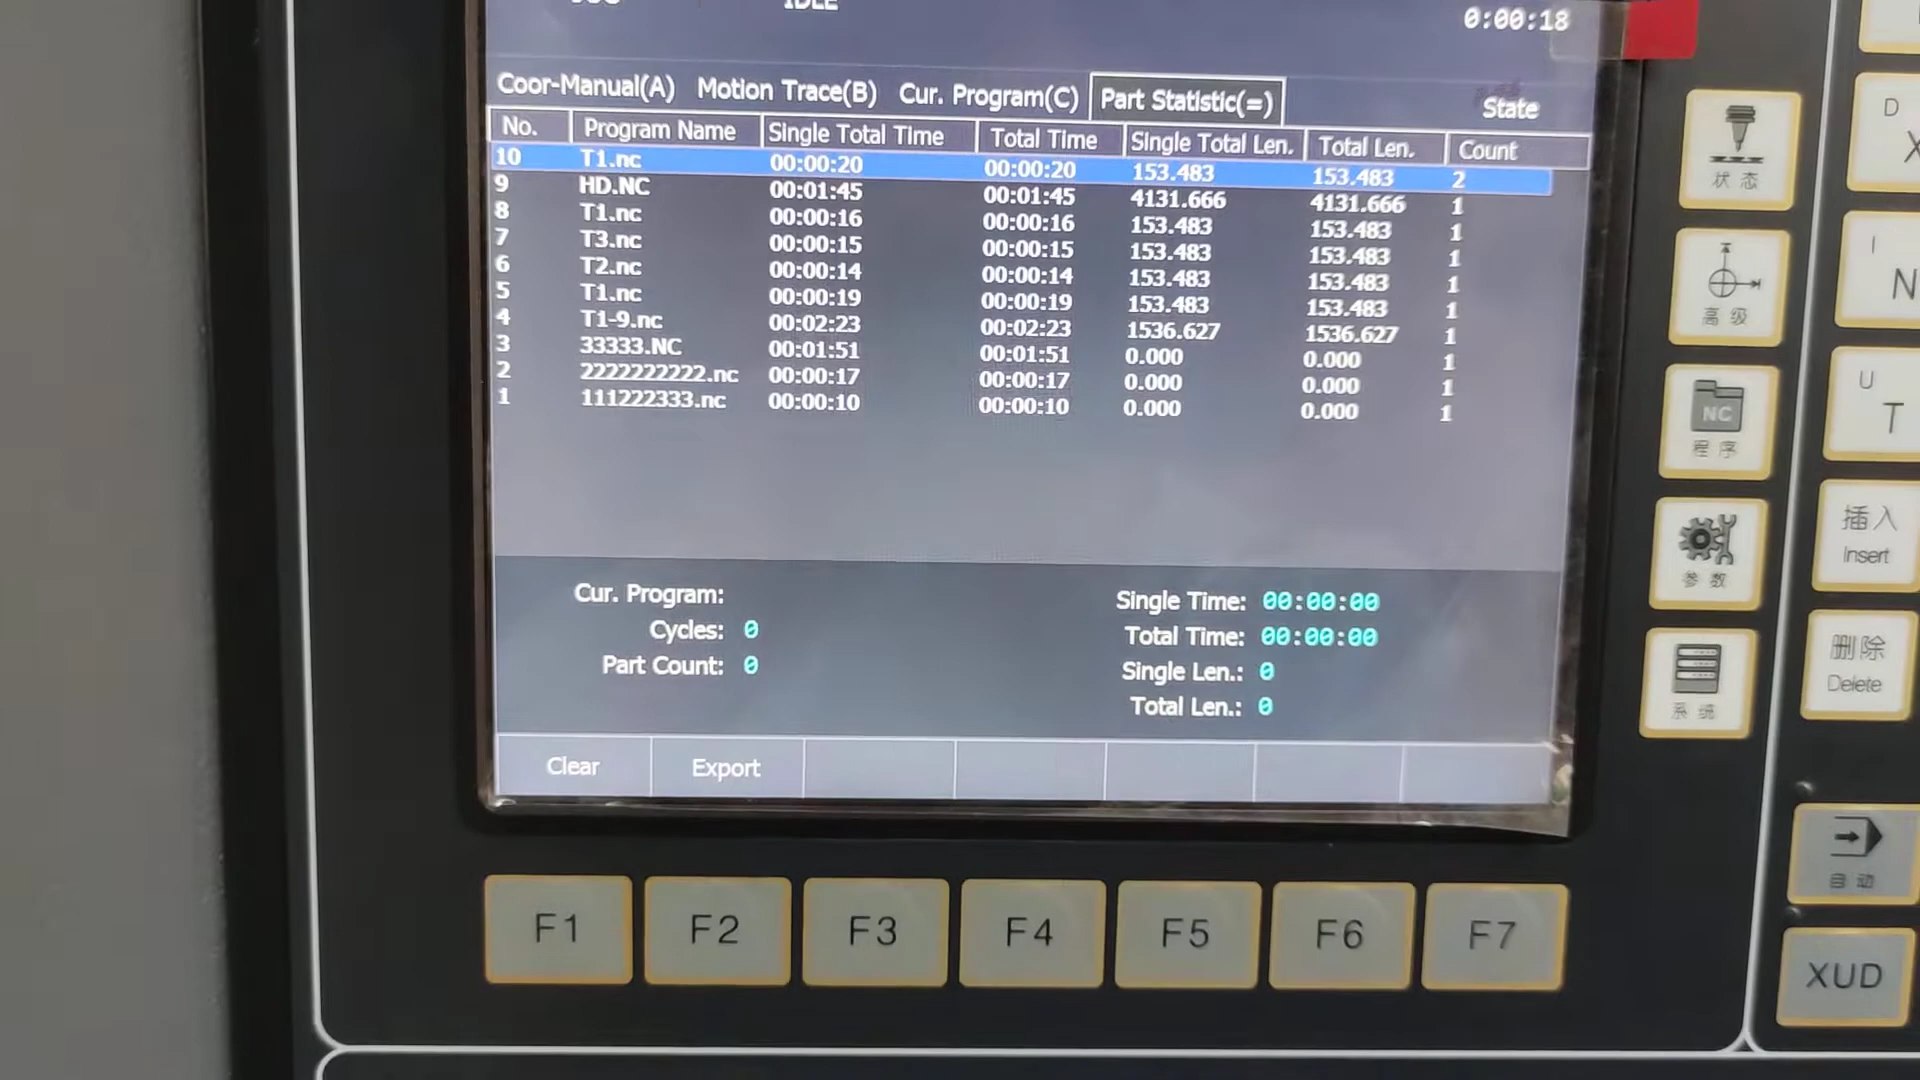 IDLE
0:00:18
Coor-Manual(A) Motion Trace(B) Cur. Program(C) Part Statistic(=) State
No. Program Name Single Total Time Total Time Single Total Len. Total Len. Count
10 T1.nc 00:00:20 00:00:20 153.483 153.483 2
9 HD.NC 00:01:45 00:01:45 4131.666 4131.666 1
8 T1.nc 00:00:16 00:00:16 153.483 153.483 1
7 T3.nc 00:00:15 00:00:15 153.483 153.483 1
6 T2.nc 00:00:14 00:00:14 153.483 153.483 1
5 T1.nc 00:00:19 00:00:19 153.483 153.483 1
4 T1-9.nc 00:02:23 00:02:23 1536.627 1536.627 1
3 33333.NC 00:01:51 00:01:51 0.000 0.000 1
2 2222222222.nc 00:00:17 00:00:17 0.000 0.000 1
1 111222333.nc 00:00:10 00:00:10 0.000 0.000 1
Cur. Program:
Cycles: 0
Part Count: 0
Single Time: 00:00:00
Total Time: 00:00:00
Single Len.: 0
Total Len.: 0
Clear Export
F1 F2 F3 F4 F5 F6 F7
状态
高级
NC
程序
参数
系统
D
X
I
N
U
T
插入
Insert
删除
Delete
自动
XUD